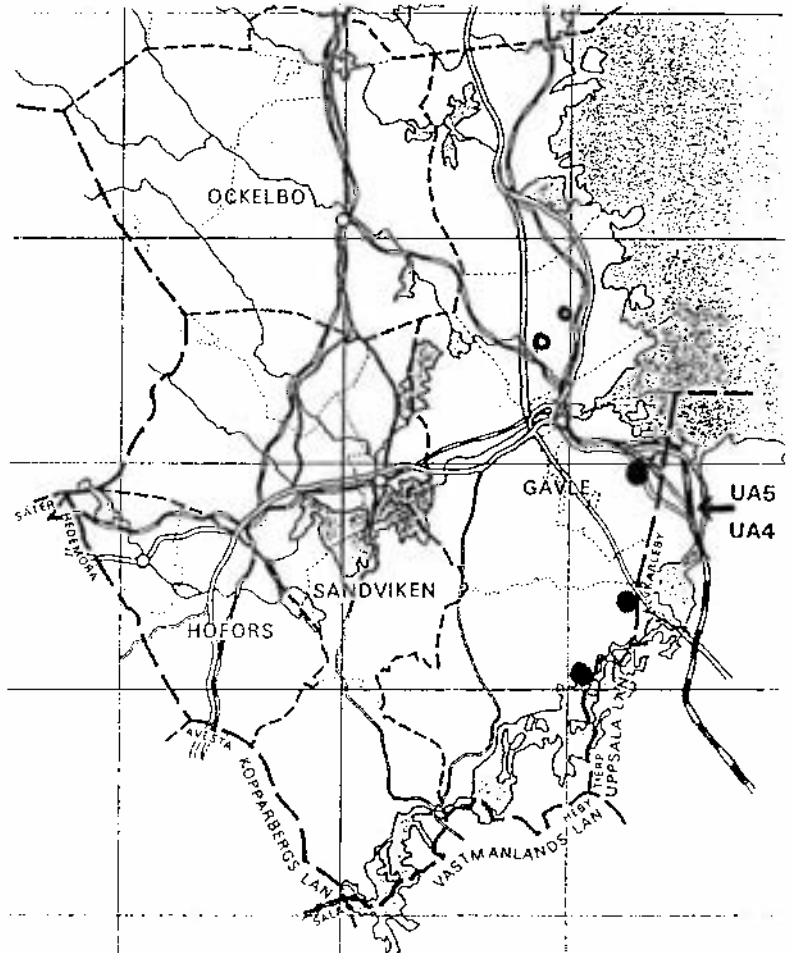 OCKELBO
GÄVLE
UA5
UA4
SÄTER
HEDEMORA
SANDVIKEN
HOFORS
ÄLVKARLEBY
AVESTA
KOPPARBERGS LÄN
TIERP
UPPSALA LÄN
HEBY
VÄSTMANLANDS LÄN
SALA